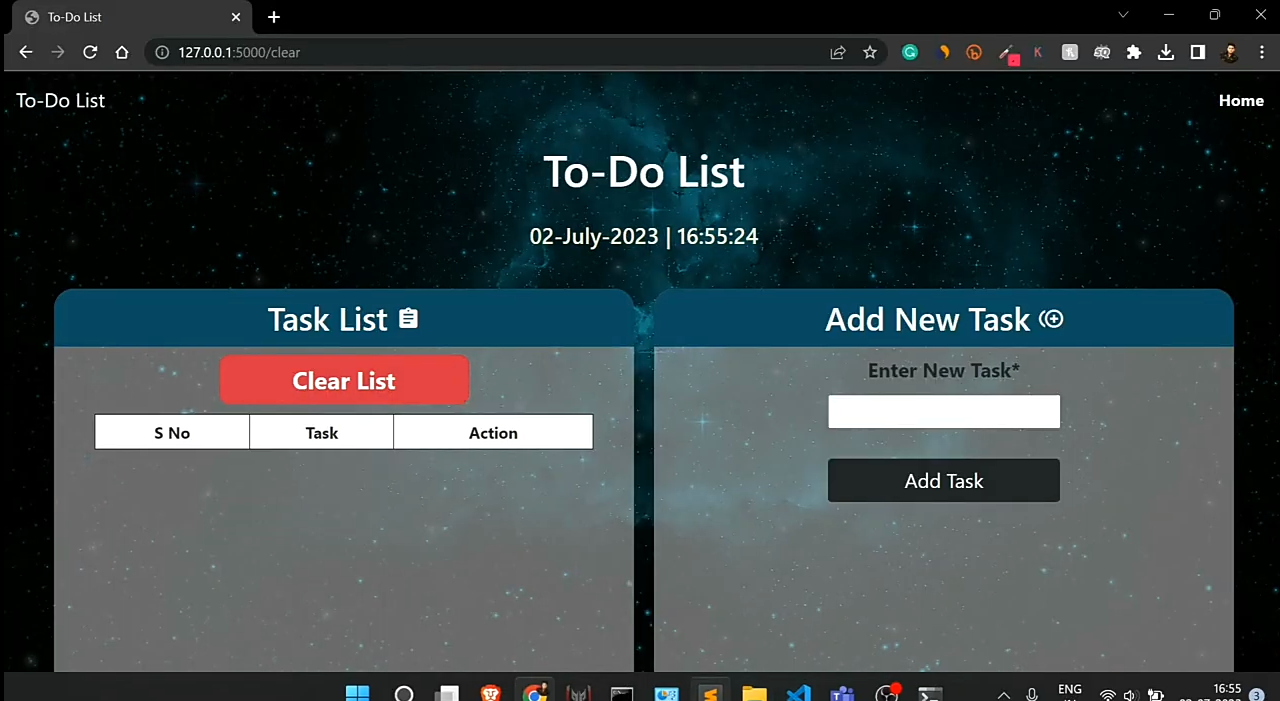 To-Do List
127.0.0.1:5000/clear
To-Do List
Home
To-Do List
02-July-2023 | 16:55:24
Task List
Clear List
S No Task Action
Add New Task
Enter New Task*
Add Task
ENG
16:55
3